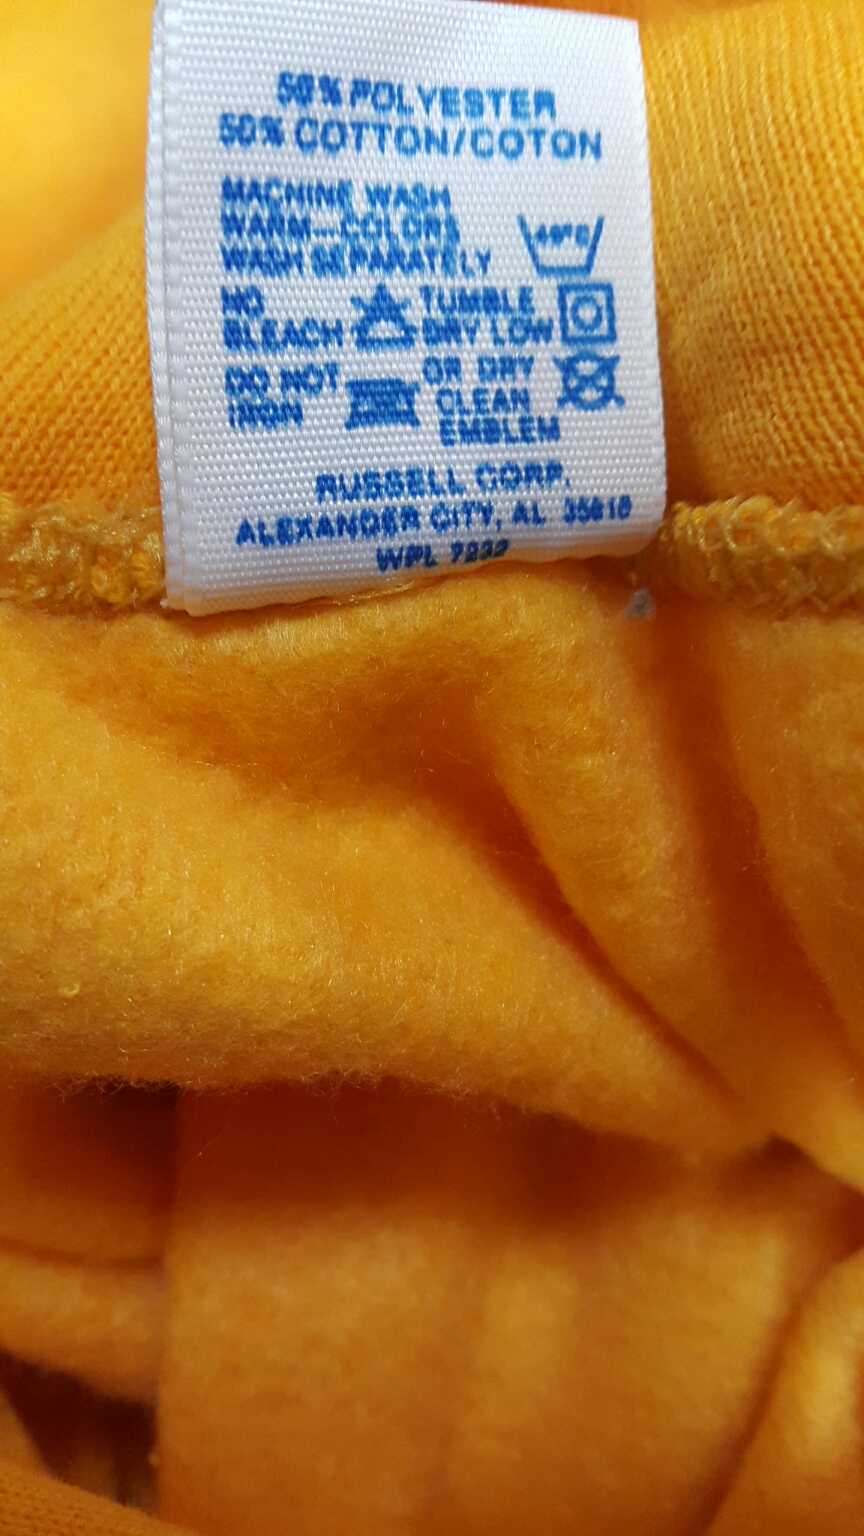 50% POLYESTER
50% COTTON/COTON
MACHINE WASH
WARM—COLORS
WASH SEPARATELY
40°C
NO
BLEACH
TUMBLE
DRY LOW
DO NOT
IRON
OR DRY
CLEAN
EMBLEM
RUSSELL CORP.
ALEXANDER CITY, AL 35010
WPL 7232